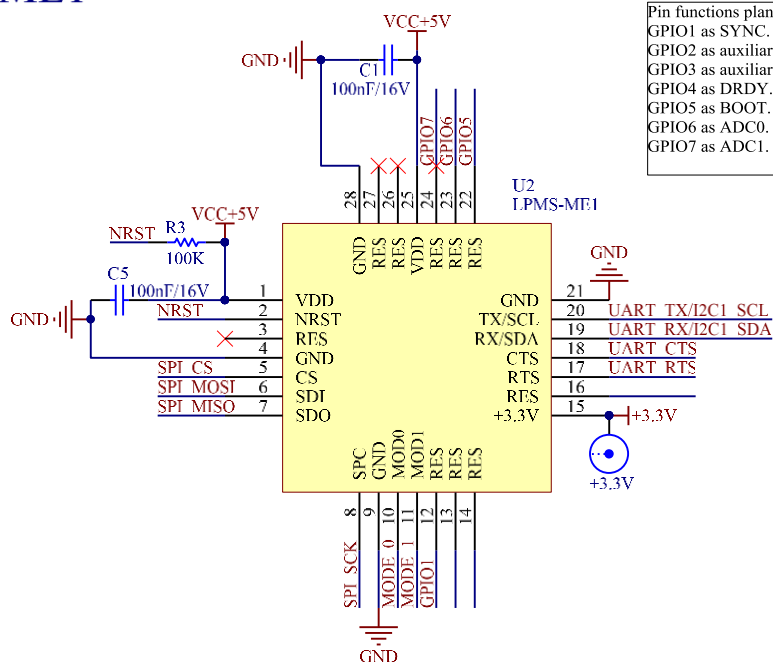 Pin functions plan
GPIO1 as SYNC.
GPIO2 as auxiliar
GPIO3 as auxiliar
GPIO4 as DRDY.
GPIO5 as BOOT.
GPIO6 as ADC0.
GPIO7 as ADC1.
VCC+5V
GND
C1
100nF/16V
GPIO7
GPIO6
GPIO5
28
27
26
25
24
23
22
U2
LPMS-ME1
GND
RES
RES
VDD
RES
RES
RES
VCC+5V
NRST
R3
100K
C5
100nF/16V
GND
NRST
SPI_CS
SPI_MOSI
SPI_MISO
1
2
3
4
5
6
7
VDD
NRST
RES
GND
CS
SDI
SDO
GND
TX/SCL
RX/SDA
CTS
RTS
RES
+3.3V
21
20
19
18
17
16
15
GND
UART_TX/I2C1_SCL
UART_RX/I2C1_SDA
UART_CTS
UART_RTS
+3.3V
+3.3V
SPC
GND
MOD0
MOD1
RES
RES
RES
8
9
10
11
12
13
14
SPI_SCK
MODE_0
MODE_1
GPIO1
GND